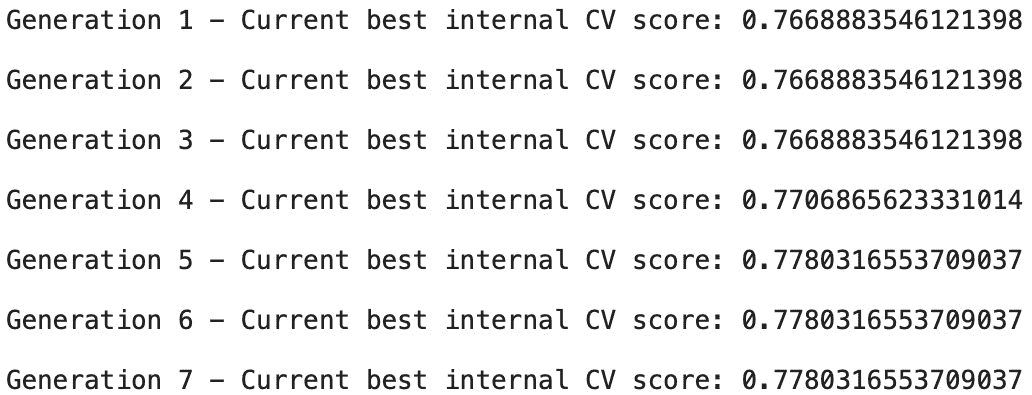 Generation 1 – Current best internal CV score: 0.7668883546121398
Generation 2 – Current best internal CV score: 0.7668883546121398
Generation 3 – Current best internal CV score: 0.7668883546121398
Generation 4 – Current best internal CV score: 0.7706865623331014
Generation 5 – Current best internal CV score: 0.7780316553709037
Generation 6 – Current best internal CV score: 0.7780316553709037
Generation 7 – Current best internal CV score: 0.7780316553709037